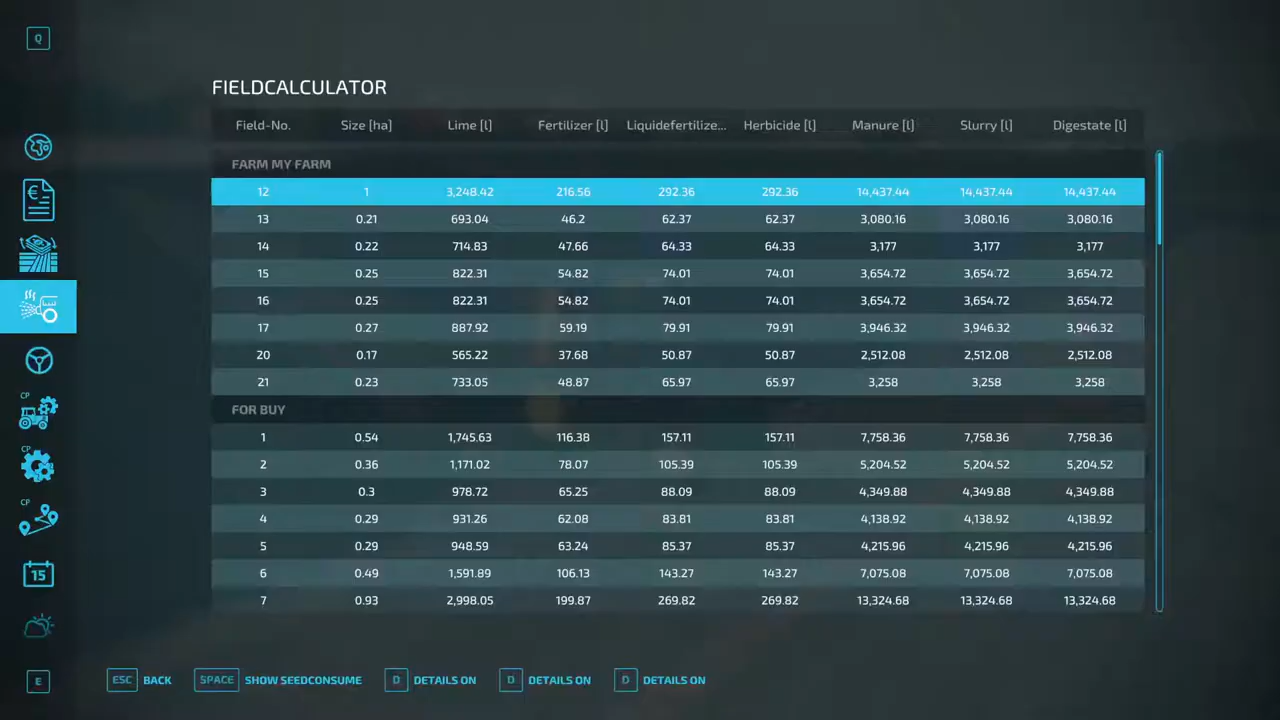 Q
FIELDCALCULATOR
Field-No. Size [ha] Lime [l] Fertilizer [l] Liquidefertilize... Herbicide [l] Manure [l] Slurry [l] Digestate [l]
FARM MY FARM
12 1 3,248.42 216.56 292.36 292.36 14,437.44 14,437.44 14,437.44
13 0.21 693.04 46.2 62.37 62.37 3,080.16 3,080.16 3,080.16
14 0.22 714.83 47.66 64.33 64.33 3,177 3,177 3,177
15 0.25 822.31 54.82 74.01 74.01 3,654.72 3,654.72 3,654.72
16 0.25 822.31 54.82 74.01 74.01 3,654.72 3,654.72 3,654.72
17 0.27 887.92 59.19 79.91 79.91 3,946.32 3,946.32 3,946.32
20 0.17 565.22 37.68 50.87 50.87 2,512.08 2,512.08 2,512.08
21 0.23 733.05 48.87 65.97 65.97 3,258 3,258 3,258
FOR BUY
1 0.54 1,745.63 116.38 157.11 157.11 7,758.36 7,758.36 7,758.36
2 0.36 1,171.02 78.07 105.39 105.39 5,204.52 5,204.52 5,204.52
3 0.3 978.72 65.25 88.09 88.09 4,349.88 4,349.88 4,349.88
4 0.29 931.26 62.08 83.81 83.81 4,138.92 4,138.92 4,138.92
5 0.29 948.59 63.24 85.37 85.37 4,215.96 4,215.96 4,215.96
6 0.49 1,591.89 106.13 143.27 143.27 7,075.08 7,075.08 7,075.08
7 0.93 2,998.05 199.87 269.82 269.82 13,324.68 13,324.68 13,324.68
€
CP
CP
CP
15
E
ESC BACK SPACE SHOW SEEDCONSUME D DETAILS ON D DETAILS ON D DETAILS ON